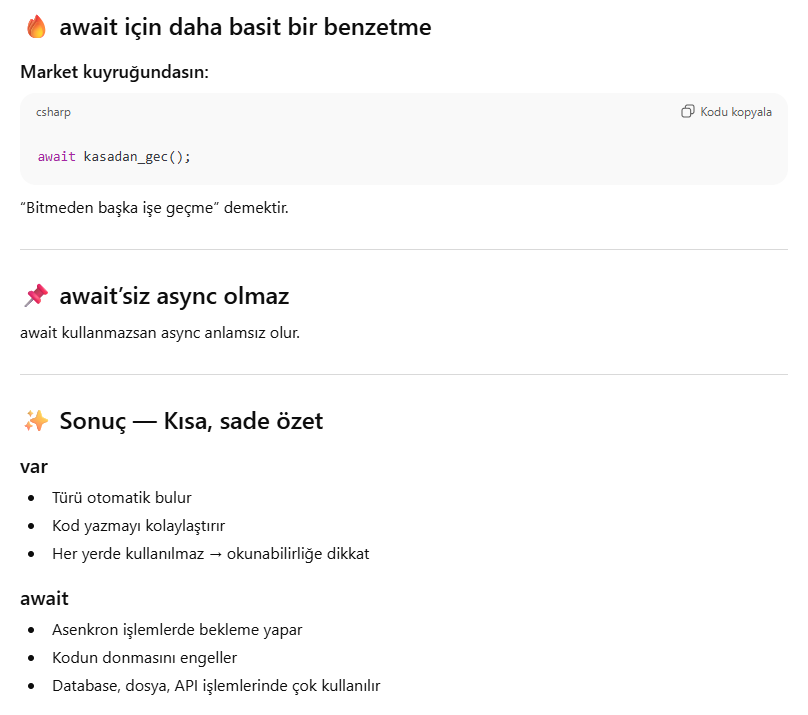 🔥 await için daha basit bir benzetme
Market kuyruğundasın:
csharp
Kodu kopyala
await kasadan_gec();
“Bitmeden başka işe geçme” demektir.
📌 await’siz async olmaz
await kullanmazsan async anlamsız olur.
✨ Sonuç — Kısa, sade özet
var
• Türü otomatik bulur
• Kod yazmayı kolaylaştırır
• Her yerde kullanılmaz → okunabilirliğe dikkat
await
• Asenkron işlemlerde bekleme yapar
• Kodun donmasını engeller
• Database, dosya, API işlemlerinde çok kullanılır